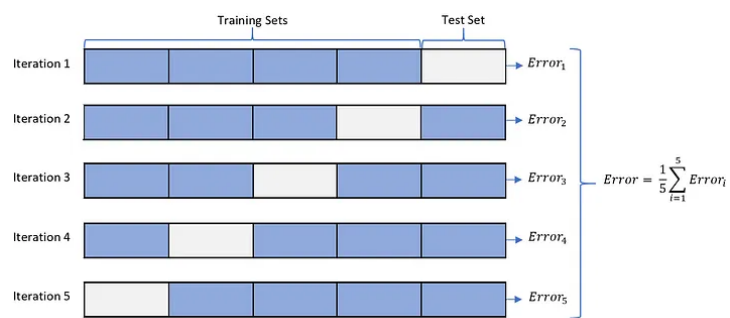 Training Sets
Test Set
Iteration 1
Error₁
Iteration 2
Error₂
Iteration 3
Error₃
Error = 1/5 5∑i=1 Errorᵢ
Iteration 4
Error₄
Iteration 5
Error₅